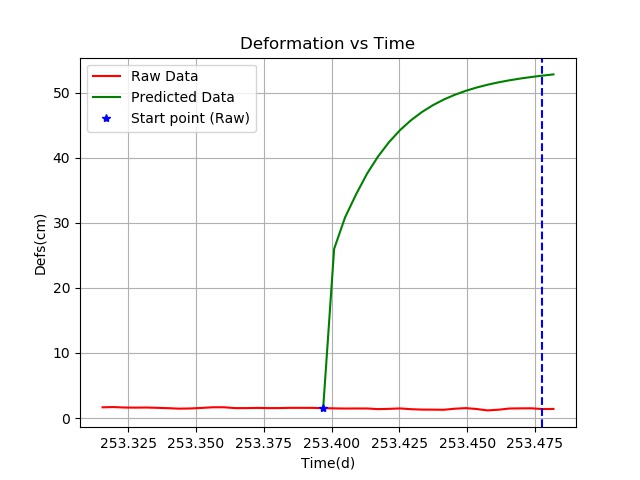 Deformation vs Time
Raw Data
Predicted Data
Start point (Raw)
50
40
30
20
10
0
Defs(cm)
253.325 253.350 253.375 253.400 253.425 253.450 253.475
Time(d)